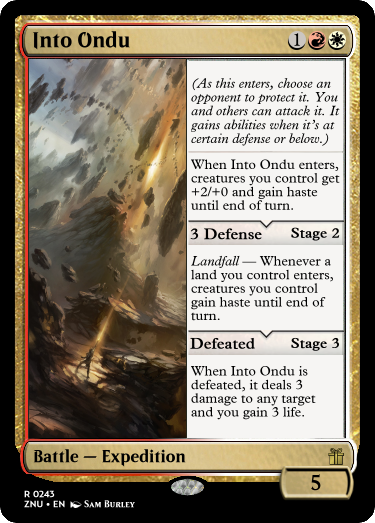 Into Ondu 1
(As this enters, choose an
opponent to protect it. You
and others can attack it. It
gains abilities when it's at
certain defense or below.)
When Into Ondu enters,
creatures you control get
+2/+0 and gain haste
until end of turn.
3 Defense Stage 2
Landfall — Whenever a
land you control enters,
creatures you control
gain haste until end of
turn.
Defeated Stage 3
When Into Ondu is
defeated, it deals 3
damage to any target
and you gain 3 life.
Battle — Expedition
5
R 0243
ZNU • EN Sam Burley